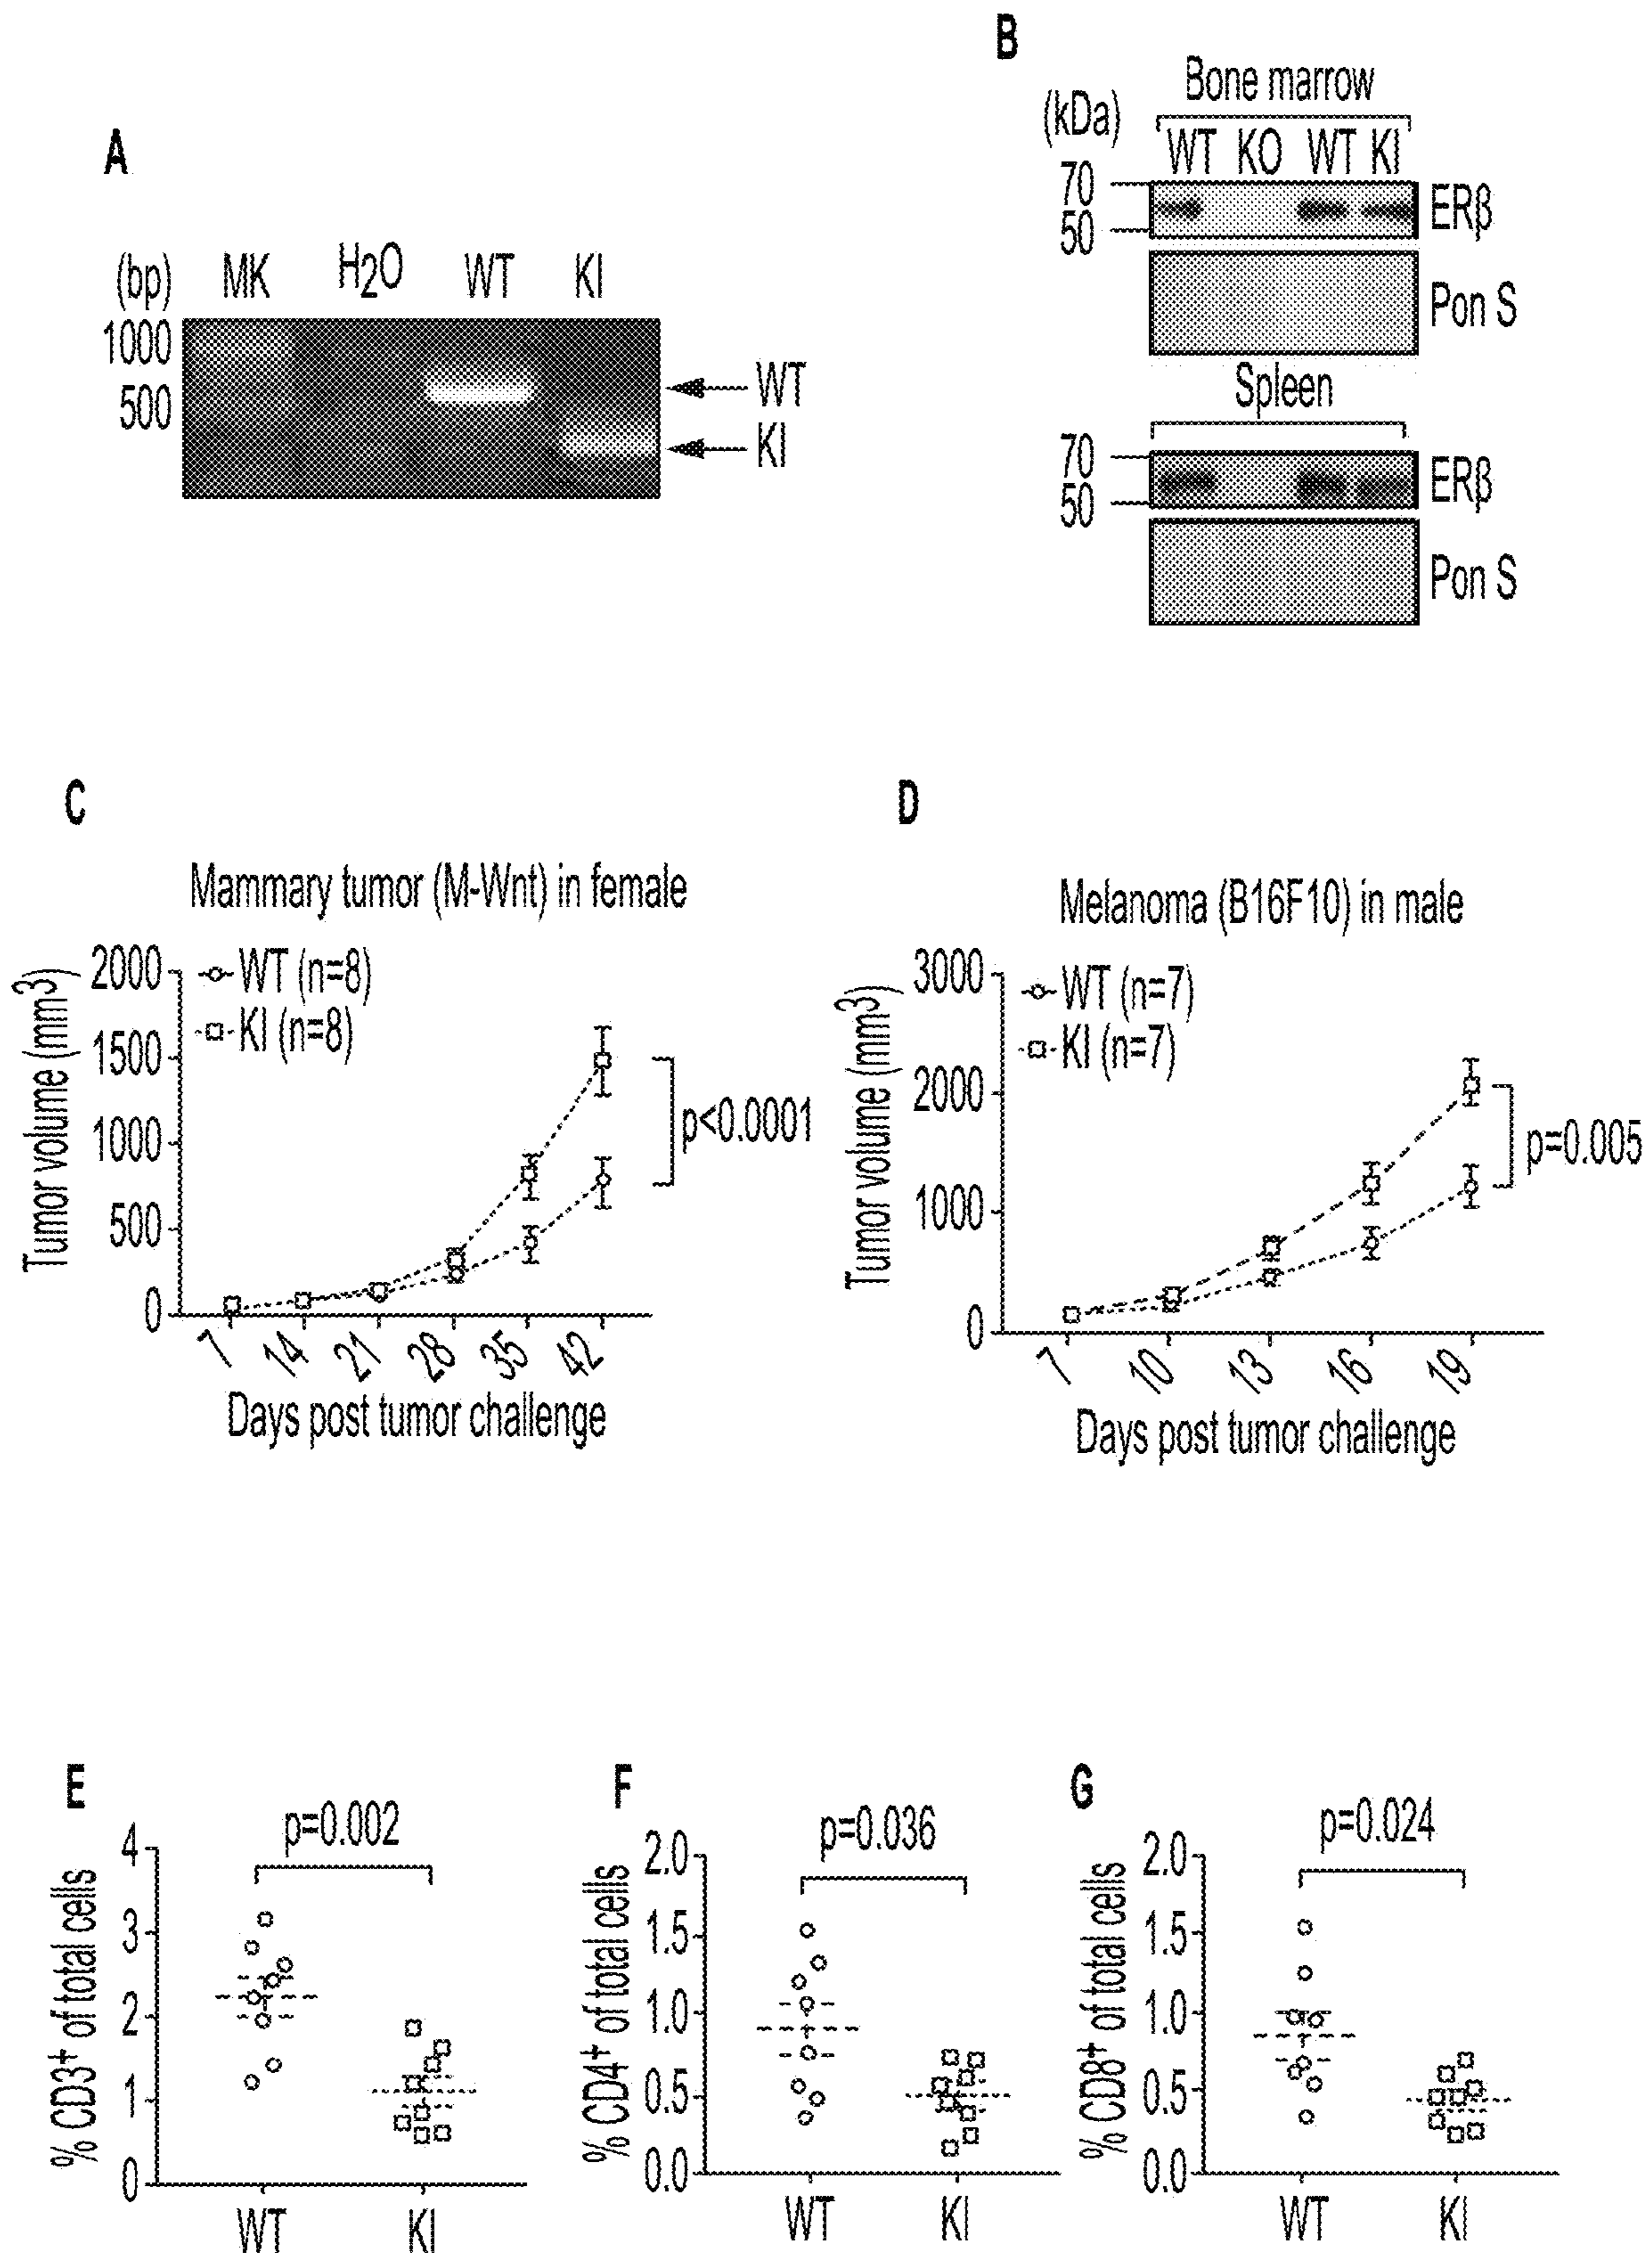 A
(bp) MK H2O WT KI
1000
500
WT
KI
B
Bone marrow
(kDa)
WT KO WT KI
70
50
ERβ
Pon S
Spleen
70
50
ERβ
Pon S
C
Mammary tumor (M-Wnt) in female
Tumor volume (mm3)
2000
1500
1000
500
0
WT (n=8)
KI (n=8)
p<0.0001
7 14 21 28 35 42
Days post tumor challenge
D
Melanoma (B16F10) in male
Tumor volume (mm3)
3000
2000
1000
0
WT (n=7)
KI (n=7)
p=0.005
7 10 13 16 19
Days post tumor challenge
E
p=0.002
% CD3+ of total cells
4
3
2
1
0
WT KI
F
p=0.036
% CD4+ of total cells
2.0
1.5
1.0
0.5
0.0
WT KI
G
p=0.024
% CD8+ of total cells
2.0
1.5
1.0
0.5
0.0
WT KI